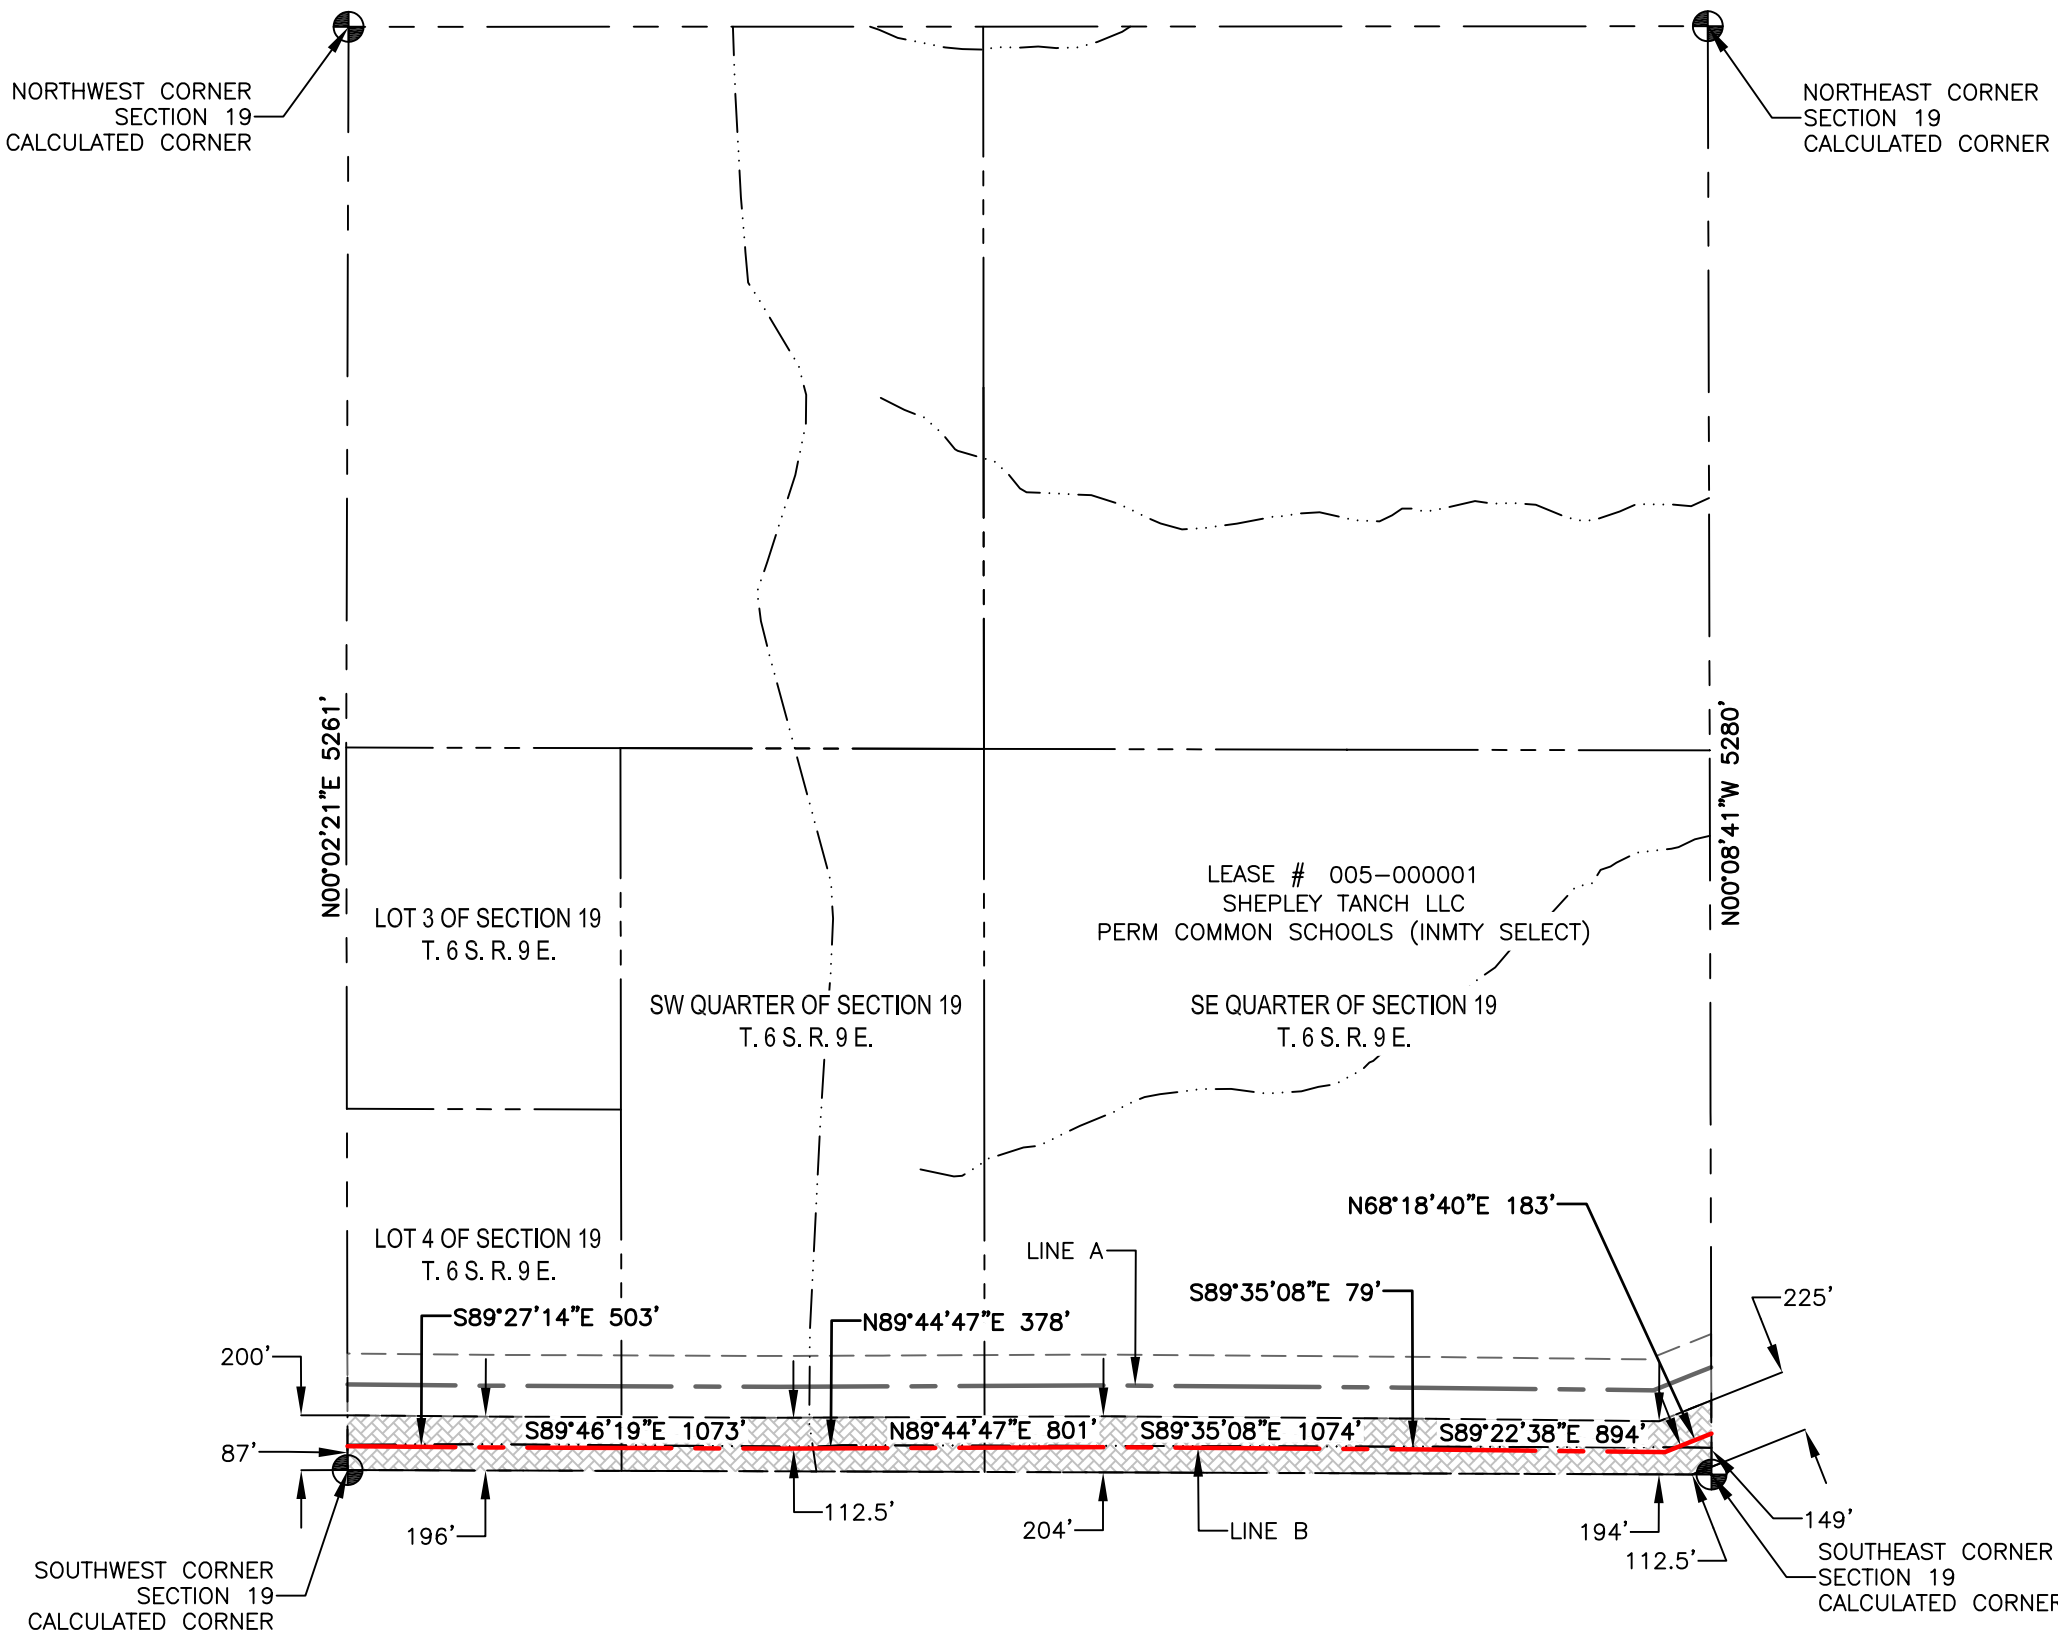 NORTHWEST CORNER
SECTION 19
CALCULATED CORNER
NORTHEAST CORNER
SECTION 19
CALCULATED CORNER
N00°02'21"E 5261'
N00°08'41"W 5280'
LEASE # 005-000001
SHEPLEY TANCH LLC
PERM COMMON SCHOOLS (INMTY SELECT)
LOT 3 OF SECTION 19
T. 6 S. R. 9 E.
SW QUARTER OF SECTION 19
T. 6 S. R. 9 E.
SE QUARTER OF SECTION 19
T. 6 S. R. 9 E.
N68°18'40"E 183'
LOT 4 OF SECTION 19
T. 6 S. R. 9 E.
LINE A
S89°35'08"E 79'
225'
S89°27'14"E 503'
N89°44'47"E 378'
200'
S89°46'19"E 1073'
N89°44'47"E 801'
S89°35'08"E 1074'
S89°22'38"E 894'
87'
112.5'
196'
204'
LINE B
194'
149'
112.5'
SOUTHWEST CORNER
SECTION 19
CALCULATED CORNER
SOUTHEAST CORNER
SECTION 19
CALCULATED CORNER